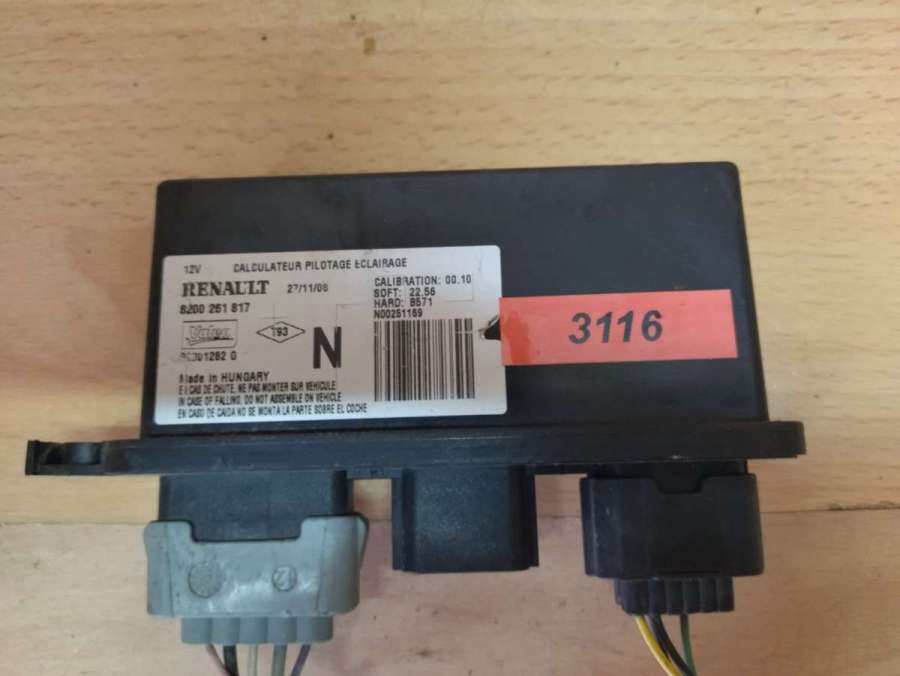 12V CALCULATEUR PILOTAGE ECLAIRAGE
RENAULT 27/11/08
8200 261 817
Valeo
T93
N
CALIBRATION: 00.10
SOFT: 22.56
HARD: B571
N00251169
Made in HUNGARY
EN CAS DE CHUTE, NE PAS MONTER SUR VEHICULE
IN CASE OF FALLING, DO NOT ASSEMBLE ON VEHICLE
EN CASO DE CAIDA NO SE MONTA LA PARTE SOBRE EL COCHE
3116